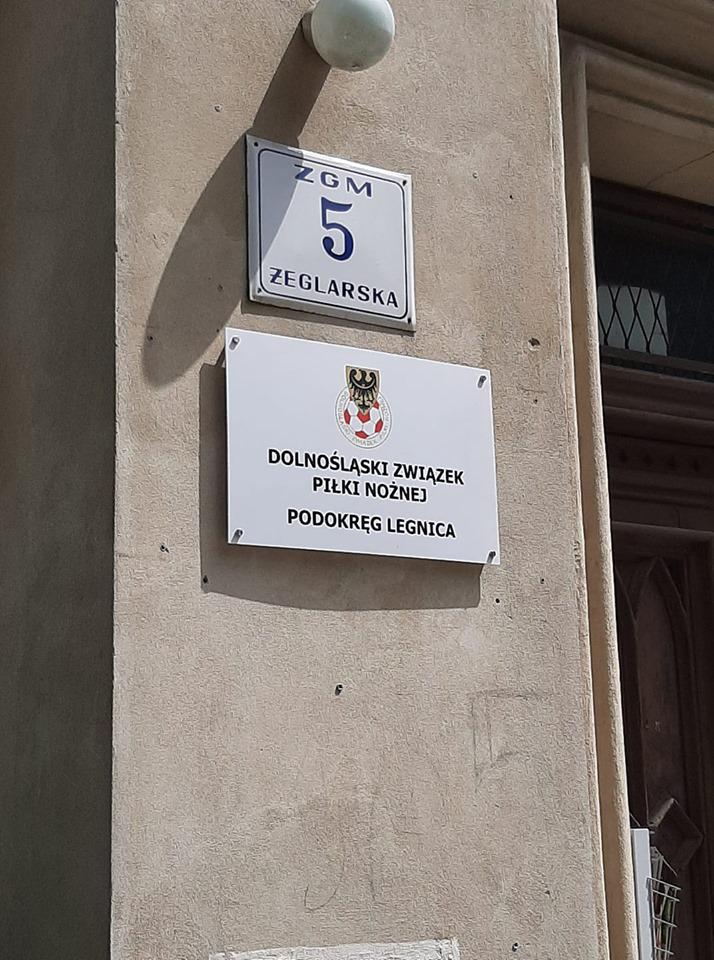 ZGM
5
ŻEGLARSKA
DOLNOŚLĄSKI ZWIĄZEK
PIŁKI NOŻNEJ
PODOKRĘG LEGNICA